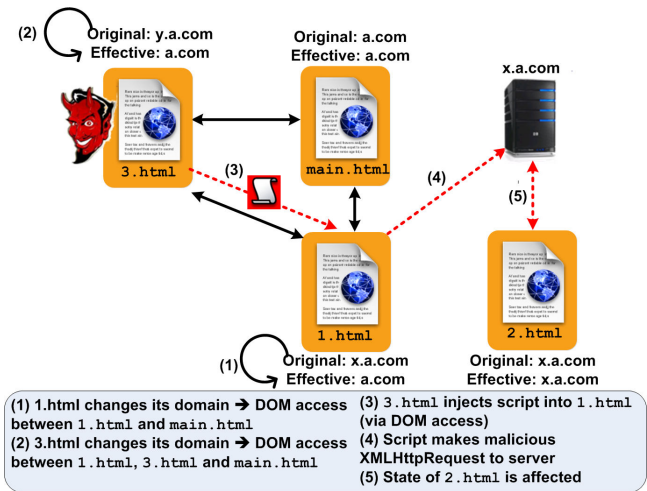 (2)
Original: y.a.com
Effective: a.com
Original: a.com
Effective: a.com
x.a.com
3.html
main.html
(3)
(4)
(5)
1.html
2.html
(1)
Original: x.a.com
Effective: a.com
Original: x.a.com
Effective: x.a.com
(1) 1.html changes its domain ➔ DOM access
between 1.html and main.html
(2) 3.html changes its domain ➔ DOM access
between 1.html, 3.html and main.html
(3) 3.html injects script into 1.html
(via DOM access)
(4) Script makes malicious
XMLHttpRequest to server
(5) State of 2.html is affected